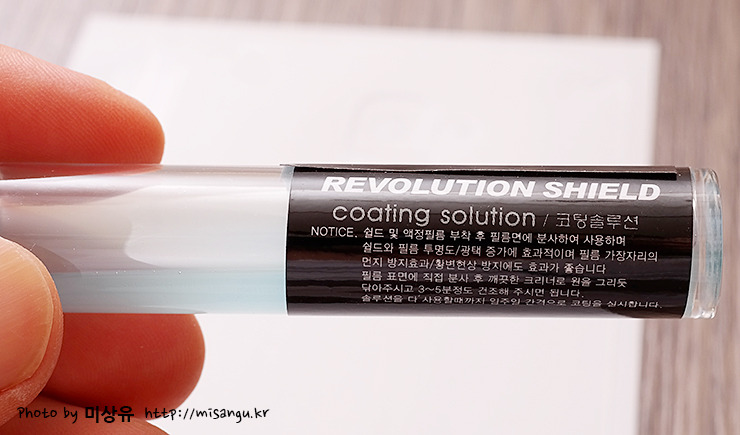 REVOLUTION SHIELD
coating solution / 코팅솔루션
NOTICE. 쉴드 및 액정필름 부착 후 필름면에 분사하여 사용하며
쉴드와 필름 투명도/광택 증가에 효과적이며 필름 가장자리의
먼지 방지효과/황변현상 방지에도 효과가 좋습니다
필름 표면에 직접 분사 후 깨끗한 크리너로 원을 그리듯
닦아주시고 3~5분정도 건조해 주시면 됩니다.
솔루션을 다 사용할때까지 일주일 간격으로 코팅을 실시합니다.
Photo by 미상유 http://misangu.kr